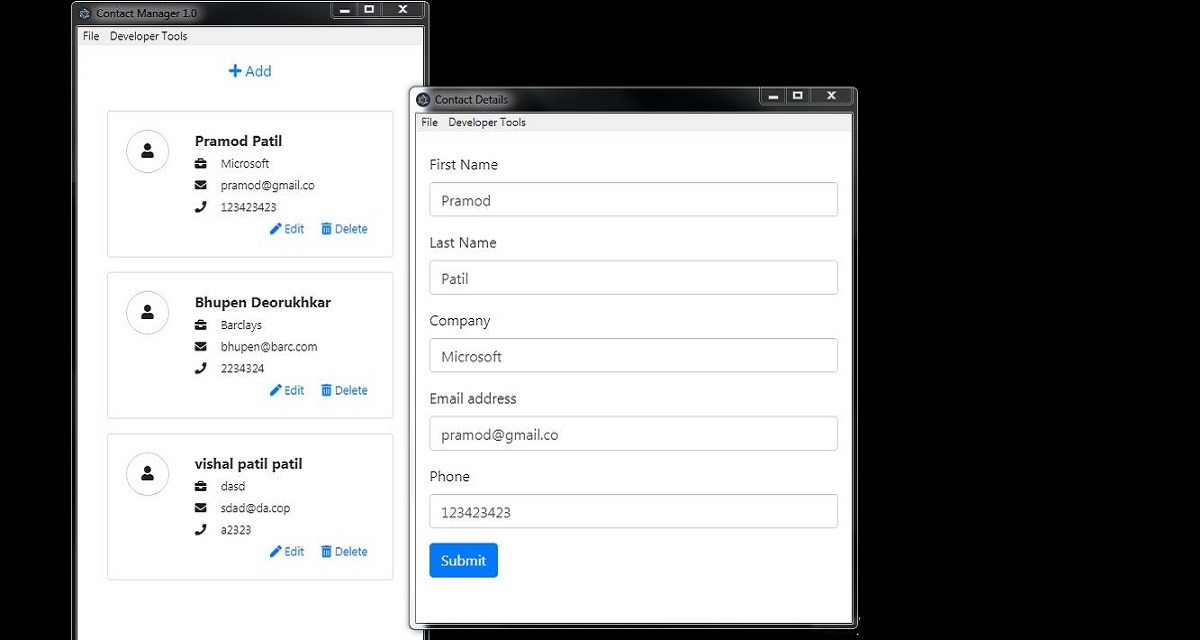 Contact Manager 1.0
File Developer Tools
Add
Pramod Patil
Microsoft
pramod@gmail.co
123423423
Edit Delete
Bhupen Deorukhkar
Barclays
bhupen@barc.com
2234324
Edit Delete
vishal patil patil
dasd
sdad@da.cop
a2323
Edit Delete
Contact Details
File Developer Tools
First Name
Pramod
Last Name
Patil
Company
Microsoft
Email address
pramod@gmail.co
Phone
123423423
Submit